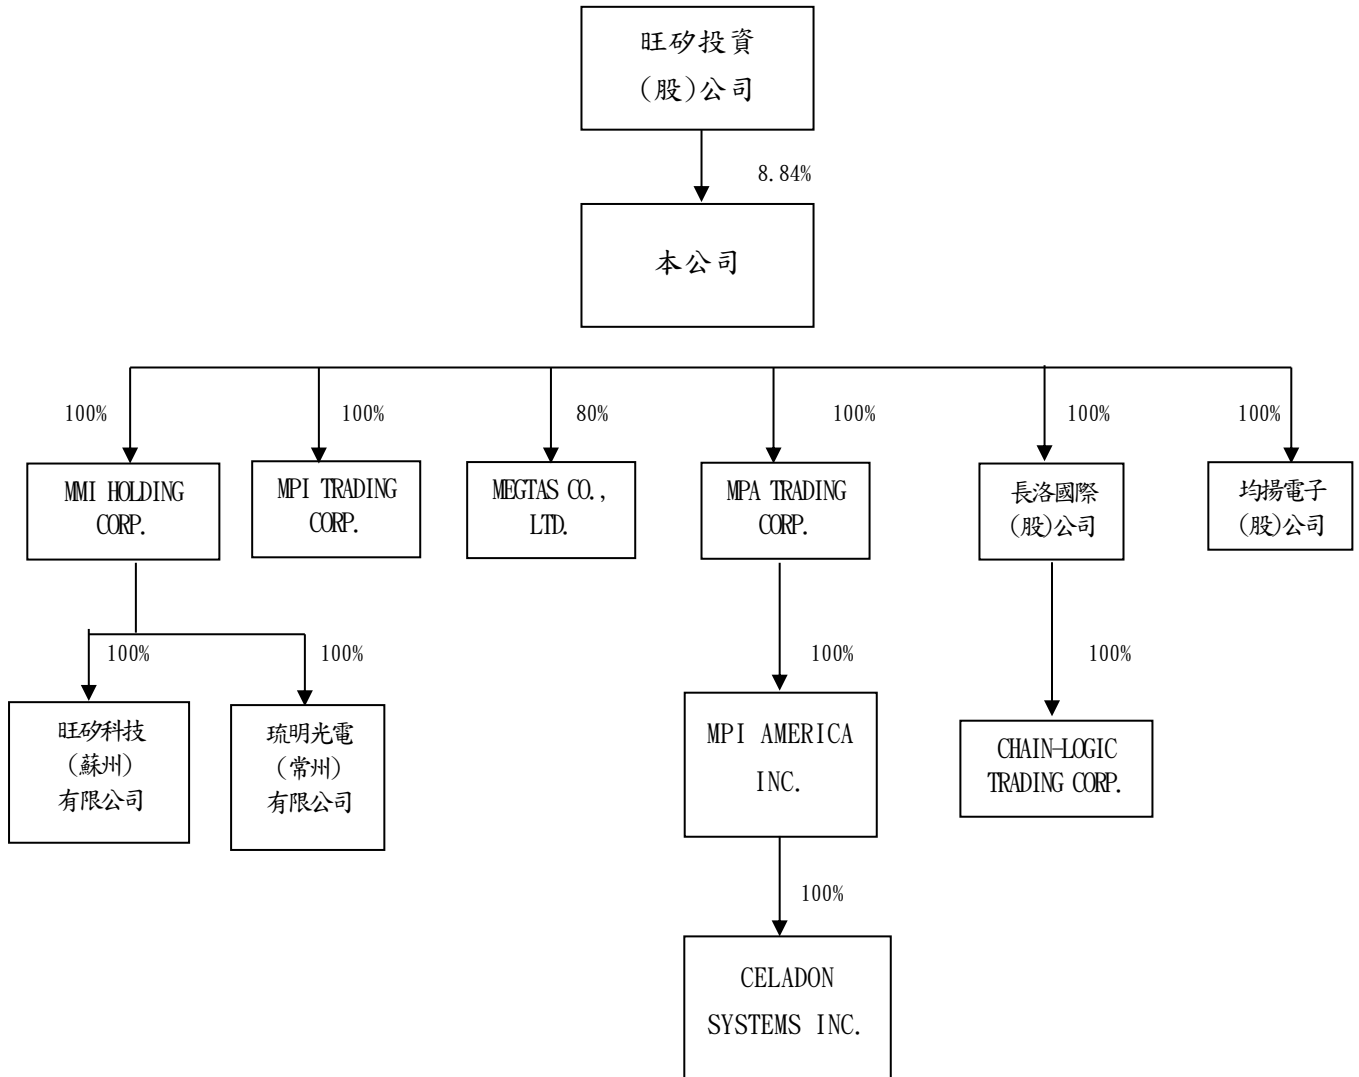 旺矽投資
(股)公司
8.84%
本公司
100%
100%
80%
100%
100%
100%
MMI HOLDING
CORP.
MPI TRADING
CORP.
MEGTAS CO.,
LTD.
MPA TRADING
CORP.
長洛國際
(股)公司
均揚電子
(股)公司
100%
100%
100%
100%
旺矽科技
(蘇州)
有限公司
琉明光電
(常州)
有限公司
MPI AMERICA
INC.
CHAIN-LOGIC
TRADING CORP.
100%
CELADON
SYSTEMS INC.